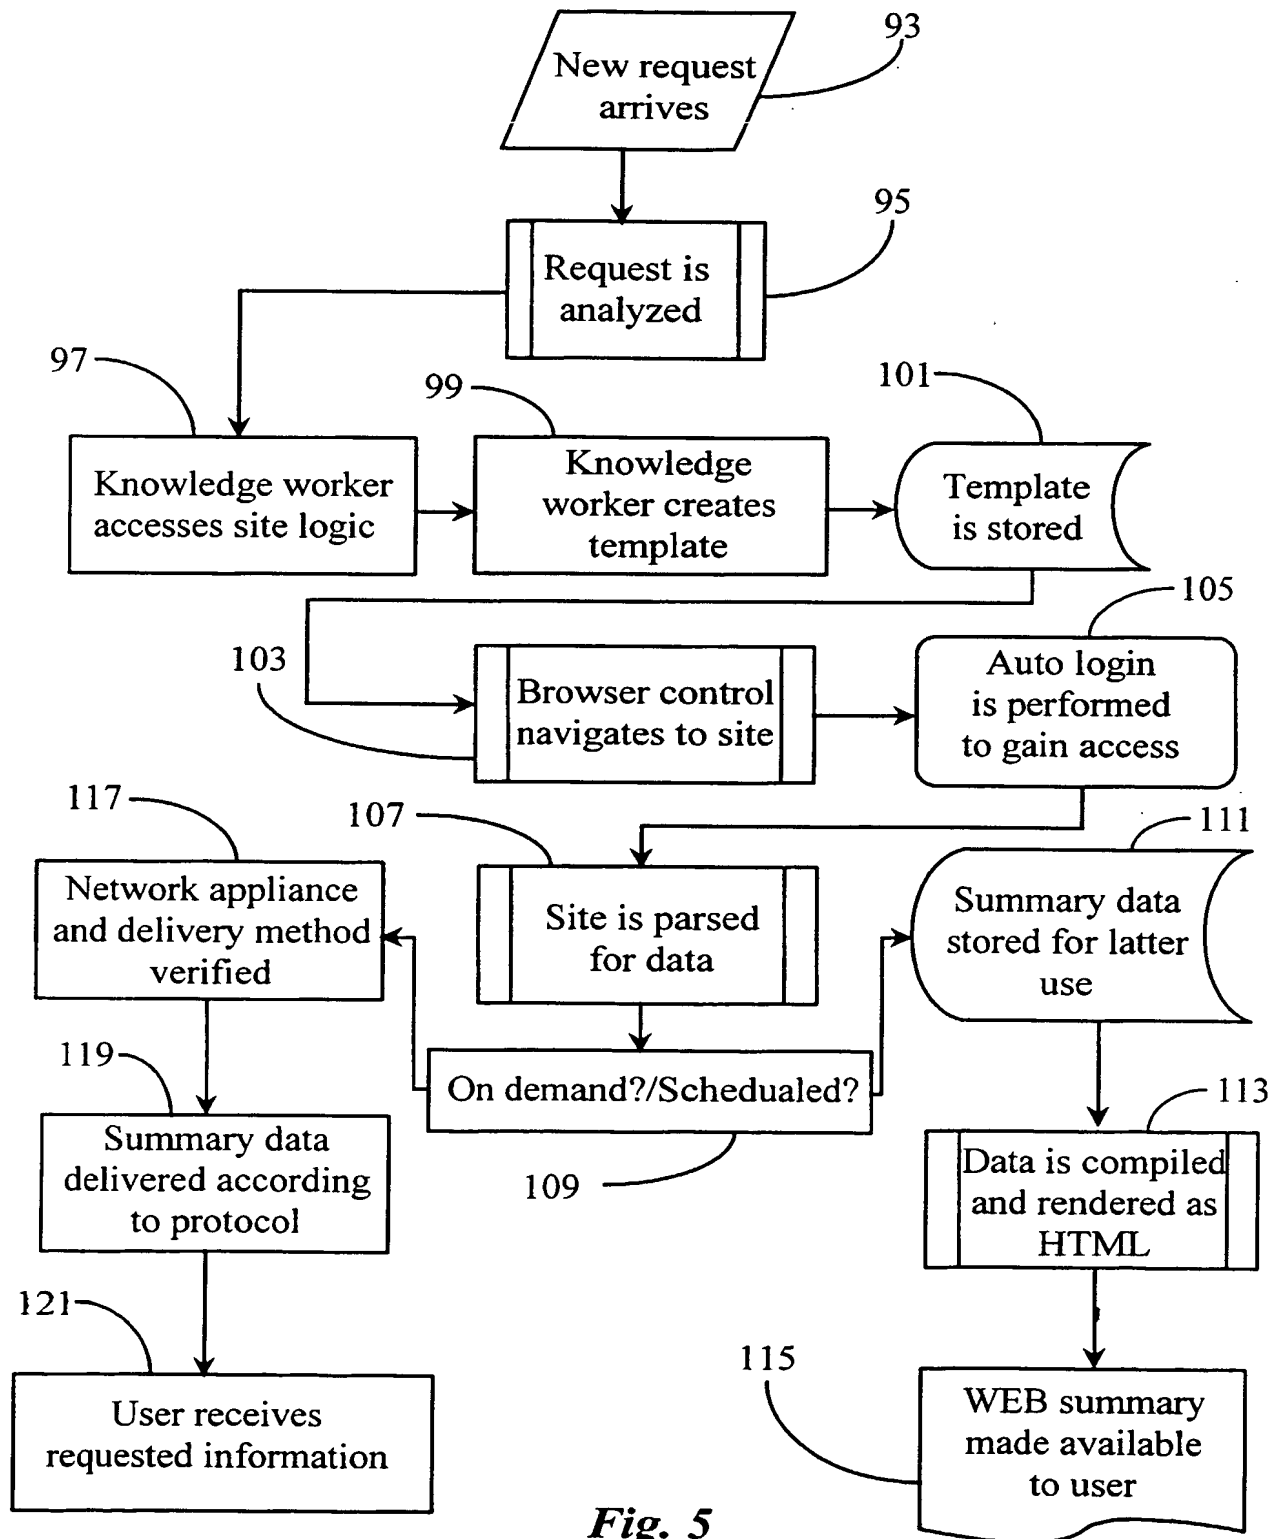 93
New request
arrives
95
Request is
analyzed
97
99
101
Knowledge worker
accesses site logic
Knowledge
worker creates
template
Template
is stored
105
103
Browser control
navigates to site
Auto login
is performed
to gain access
117
107
111
Network appliance
and delivery method
verified
Site is parsed
for data
Summary data
stored for latter
use
119
On demand?/Schedualed?
113
Summary data
delivered according
to protocol
109
Data is compiled
and rendered as
HTML
121
115
User receives
requested information
WEB summary
made available
to user
Fig. 5